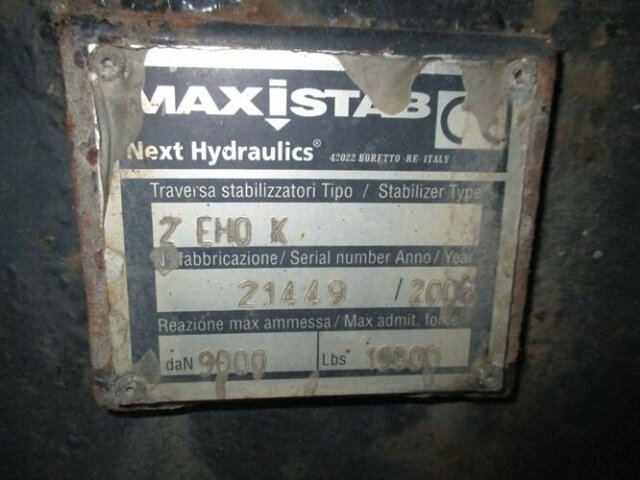 MAXiSTAB
Next Hydraulics®
42022 BORETTO RE-ITALY
Traversa stabilizzatori Tipo / Stabilizer Type
2 EHO K
N° fabbricazione / Serial number Anno / Year
21449 / 2006
Reazione max ammessa / Max admit. force
daN 9000
Lbs 19800